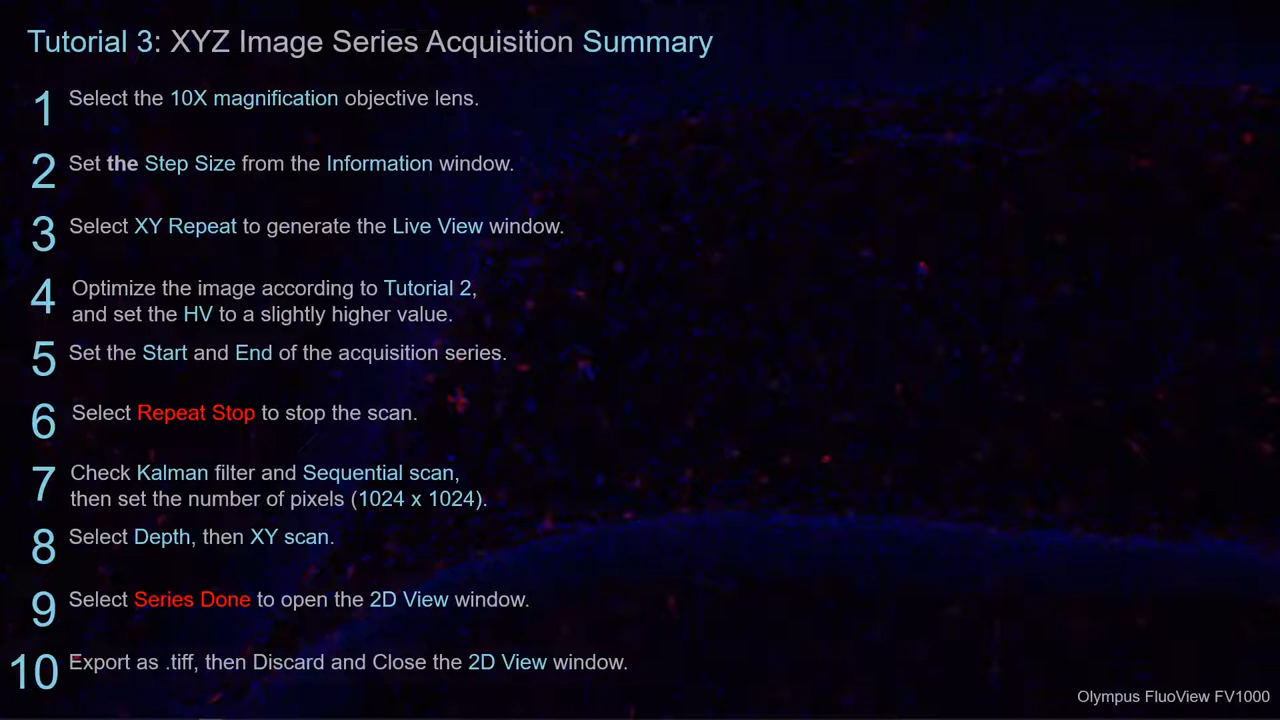 Tutorial 3: XYZ Image Series Acquisition Summary
1 Select the 10X magnification objective lens.
2 Set the Step Size from the Information window.
3 Select XY Repeat to generate the Live View window.
4 Optimize the image according to Tutorial 2,
and set the HV to a slightly higher value.
5 Set the Start and End of the acquisition series.
6 Select Repeat Stop to stop the scan.
7 Check Kalman filter and Sequential scan,
then set the number of pixels (1024 x 1024).
8 Select Depth, then XY scan.
9 Select Series Done to open the 2D View window.
10 Export as .tiff, then Discard and Close the 2D View window.
Olympus FluoView FV1000